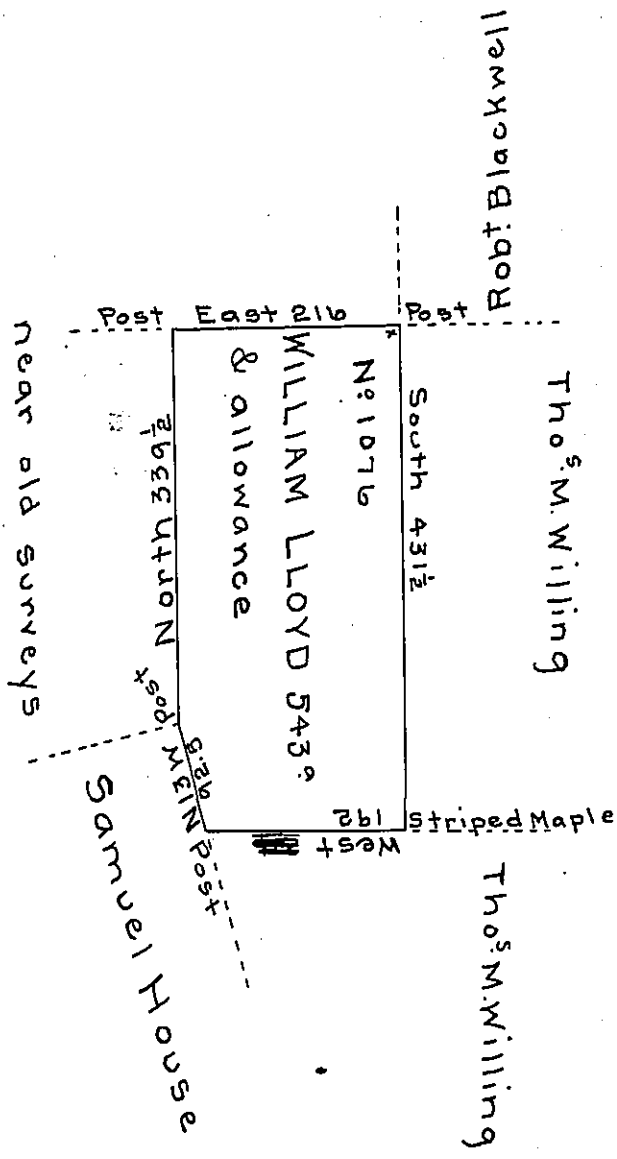 Robt. Blackwell
Thos. M. Willing
Thos. M. Willing
Post
South 431½
Striped Maple
East 216
No 1076
WILLIAM LLOYD 543a
& allowance
West
192
Post
North 339½
Post
N13W
92.5
Post
near old surveys
Samuel House